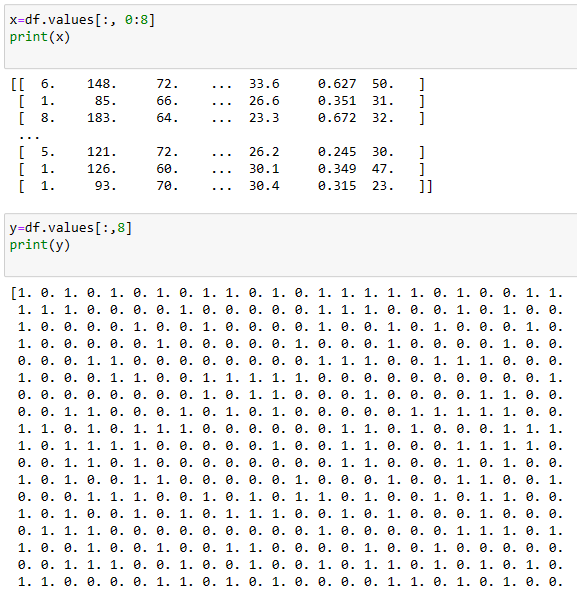 x=df.values[:, 0:8]
print(x)
[[ 6. 148. 72. ... 33.6 0.627 50. ]
[ 1. 85. 66. ... 26.6 0.351 31. ]
[ 8. 183. 64. ... 23.3 0.672 32. ]
...
[ 5. 121. 72. ... 26.2 0.245 30. ]
[ 1. 126. 60. ... 30.1 0.349 47. ]
[ 1. 93. 70. ... 30.4 0.315 23. ]]
y=df.values[:,8]
print(y)
[1. 0. 1. 0. 1. 0. 1. 0. 1. 1. 0. 1. 0. 1. 1. 1. 1. 1. 0. 1. 0. 0. 1. 1.
1. 1. 1. 0. 0. 0. 0. 1. 0. 0. 0. 0. 0. 1. 1. 1. 0. 0. 0. 1. 0. 1. 0. 0.
1. 0. 0. 0. 0. 1. 0. 0. 1. 0. 0. 0. 0. 1. 0. 0. 1. 0. 1. 0. 0. 0. 1. 0.
1. 0. 0. 0. 0. 0. 1. 0. 0. 0. 0. 0. 1. 0. 0. 0. 1. 0. 0. 0. 0. 1. 0. 0.
0. 0. 0. 1. 1. 0. 0. 0. 0. 0. 0. 0. 0. 1. 1. 1. 0. 0. 1. 1. 1. 0. 0. 0.
1. 0. 0. 0. 1. 1. 0. 0. 1. 1. 1. 1. 1. 0. 0. 0. 0. 0. 0. 0. 0. 0. 0. 1.
0. 0. 0. 0. 0. 0. 0. 0. 1. 0. 1. 1. 0. 0. 0. 1. 0. 0. 0. 0. 1. 1. 0. 0.
0. 0. 1. 1. 0. 0. 0. 1. 0. 1. 0. 1. 0. 0. 0. 0. 0. 1. 1. 1. 1. 1. 0. 0.
1. 1. 0. 1. 0. 1. 1. 1. 0. 0. 0. 0. 0. 0. 1. 1. 0. 1. 0. 0. 0. 1. 1. 1.
1. 0. 1. 1. 1. 1. 0. 0. 0. 0. 0. 1. 0. 0. 1. 1. 0. 0. 0. 1. 1. 1. 1. 0.
0. 0. 1. 1. 0. 1. 0. 0. 0. 0. 0. 0. 0. 0. 1. 1. 0. 0. 0. 1. 0. 1. 0. 0.
1. 0. 1. 0. 0. 1. 1. 0. 0. 0. 0. 0. 1. 0. 0. 0. 1. 0. 0. 1. 1. 0. 0. 1.
0. 0. 0. 1. 1. 1. 0. 0. 1. 0. 1. 0. 1. 1. 0. 1. 0. 0. 1. 0. 1. 1. 0. 0.
1. 0. 1. 0. 0. 1. 0. 1. 0. 1. 1. 1. 0. 0. 1. 0. 1. 0. 0. 0. 0. 1. 0. 0.
0. 1. 1. 1. 0. 0. 0. 0. 0. 0. 0. 0. 0. 1. 0. 0. 0. 0. 0. 1. 1. 1. 0. 1.
1. 0. 0. 1. 0. 0. 1. 0. 0. 1. 1. 0. 0. 0. 0. 1. 0. 0. 1. 0. 0. 0. 0. 0.
0. 0. 1. 1. 1. 0. 0. 1. 0. 0. 1. 0. 0. 1. 0. 1. 1. 0. 1. 0. 1. 0. 1. 0.
1. 1. 0. 0. 0. 0. 1. 1. 0. 1. 0. 1. 0. 0. 0. 0. 1. 1. 0. 1. 0. 1. 0. 0.